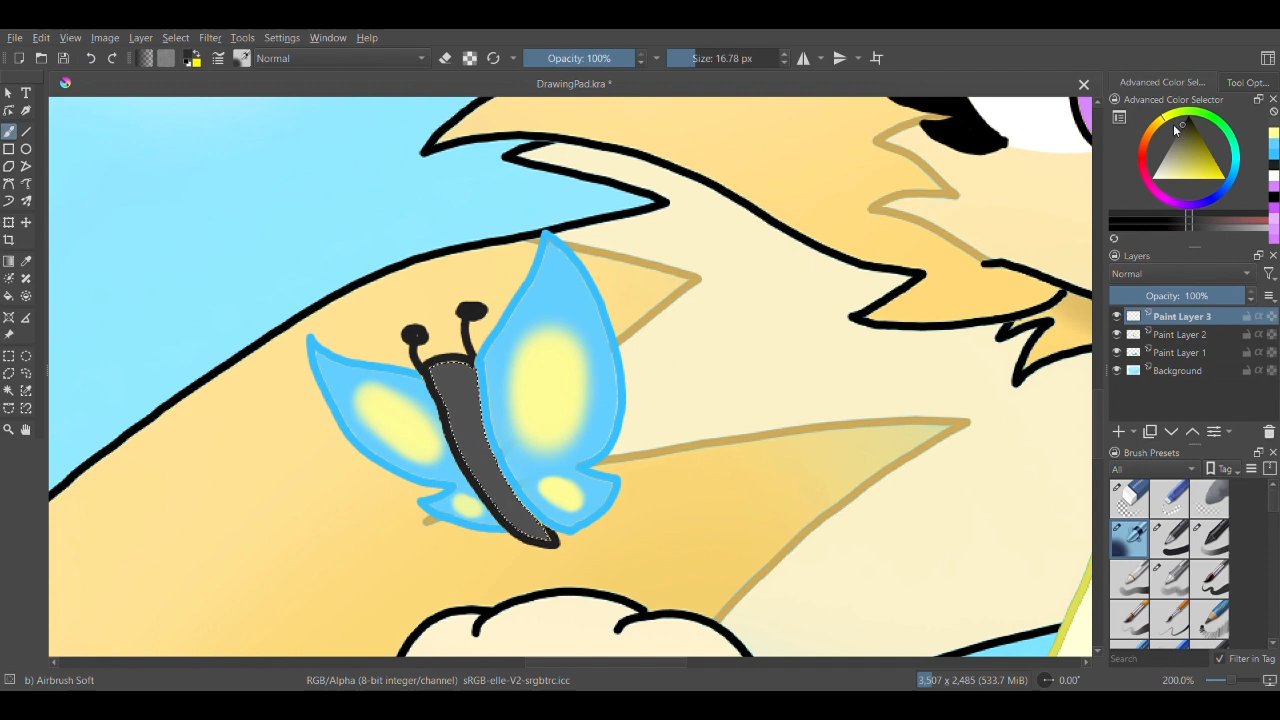 File Edit View Image Layer Select Filter Tools Settings Window Help
Normal Opacity: 100% Size: 16.78 px
DrawingPad.kra *
Advanced Color Sel... Tool Opt...
Advanced Color Selector
Layers
Normal
Opacity: 100%
Paint Layer 3
Paint Layer 2
Paint Layer 1
Background
Brush Presets
All Tag
Search Filter in Tag
b) Airbrush Soft RGB/Alpha (8-bit integer/channel) sRGB-elle-V2-srgbtrc.icc 3,507 x 2,485 (533.7 MiB) 0.00° 200.0%